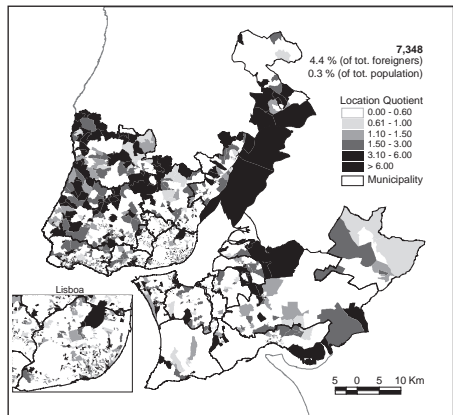 7,348
4.4 % (of tot. foreigners)
0.3 % (of tot. population)
Location Quotient
0.00 - 0.60
0.61 - 1.00
1.10 - 1.50
1.50 - 3.00
3.10 - 6.00
> 6.00
Municipality
Lisboa
5 0 5 10 Km